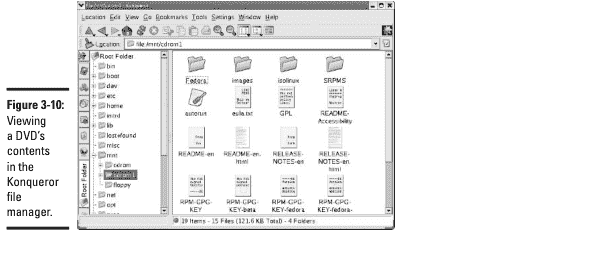 Location Edit View Go Bookmarks Tools Settings Window Help
Location: file:/mnt/cdrom1
Root Folder
bin
boot
dev
etc
home
initrd
lib
lost+found
misc
mnt
cdrom
cdrom1
floppy
net
opt
Root Folder
Fedora images isolinux SRPMS
autorun eula.txt GPL README-Accessibility
README-en README-en.html RELEASE-NOTES-en RELEASE-NOTES-en.html
RPM-GPG-KEY RPM-GPG-KEY-beta RPM-GPG-KEY-fedora RPM-GPG-KEY-fedora-
19 Items - 15 Files (121.6 KB Total) - 4 Folders
Figure 3-10:
Viewing
a DVD's
contents
in the
Konqueror
file
manager.